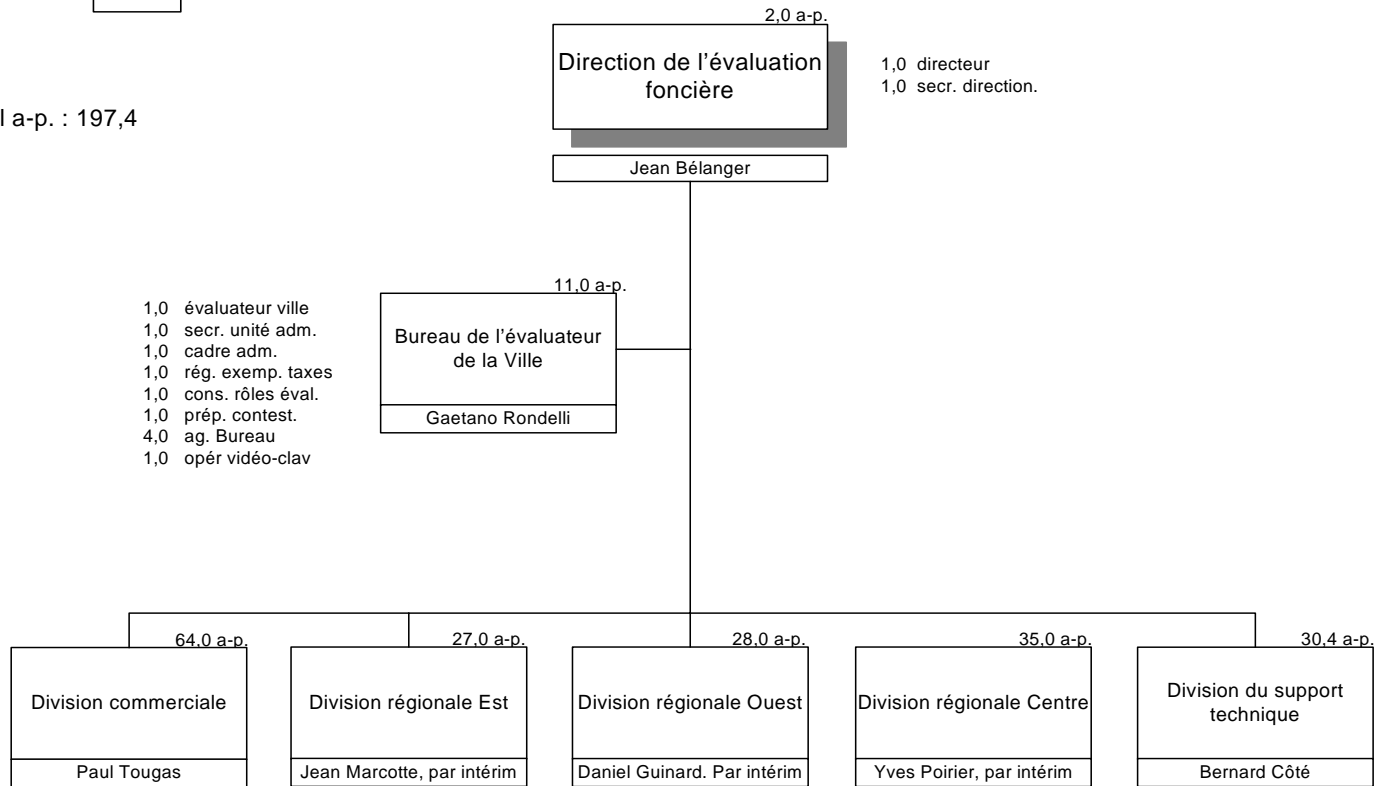 2,0 a-p.
Direction de l'évaluation
foncière
1,0 directeur
1,0 secr. direction.
l a-p. : 197,4
Jean Bélanger
11,0 a-p.
Bureau de l'évaluateur
de la Ville
Gaetano Rondelli
1,0 évaluateur ville
1,0 secr. unité adm.
1,0 cadre adm.
1,0 rég. exemp. taxes
1,0 cons. rôles éval.
1,0 prép. contest.
4,0 ag. Bureau
1,0 opér vidéo-clav
64,0 a-p.
Division commerciale
Paul Tougas
27,0 a-p.
Division régionale Est
Jean Marcotte, par intérim
28,0 a-p.
Division régionale Ouest
Daniel Guinard. Par intérim
35,0 a-p.
Division régionale Centre
Yves Poirier, par intérim
30,4 a-p.
Division du support
technique
Bernard Côté